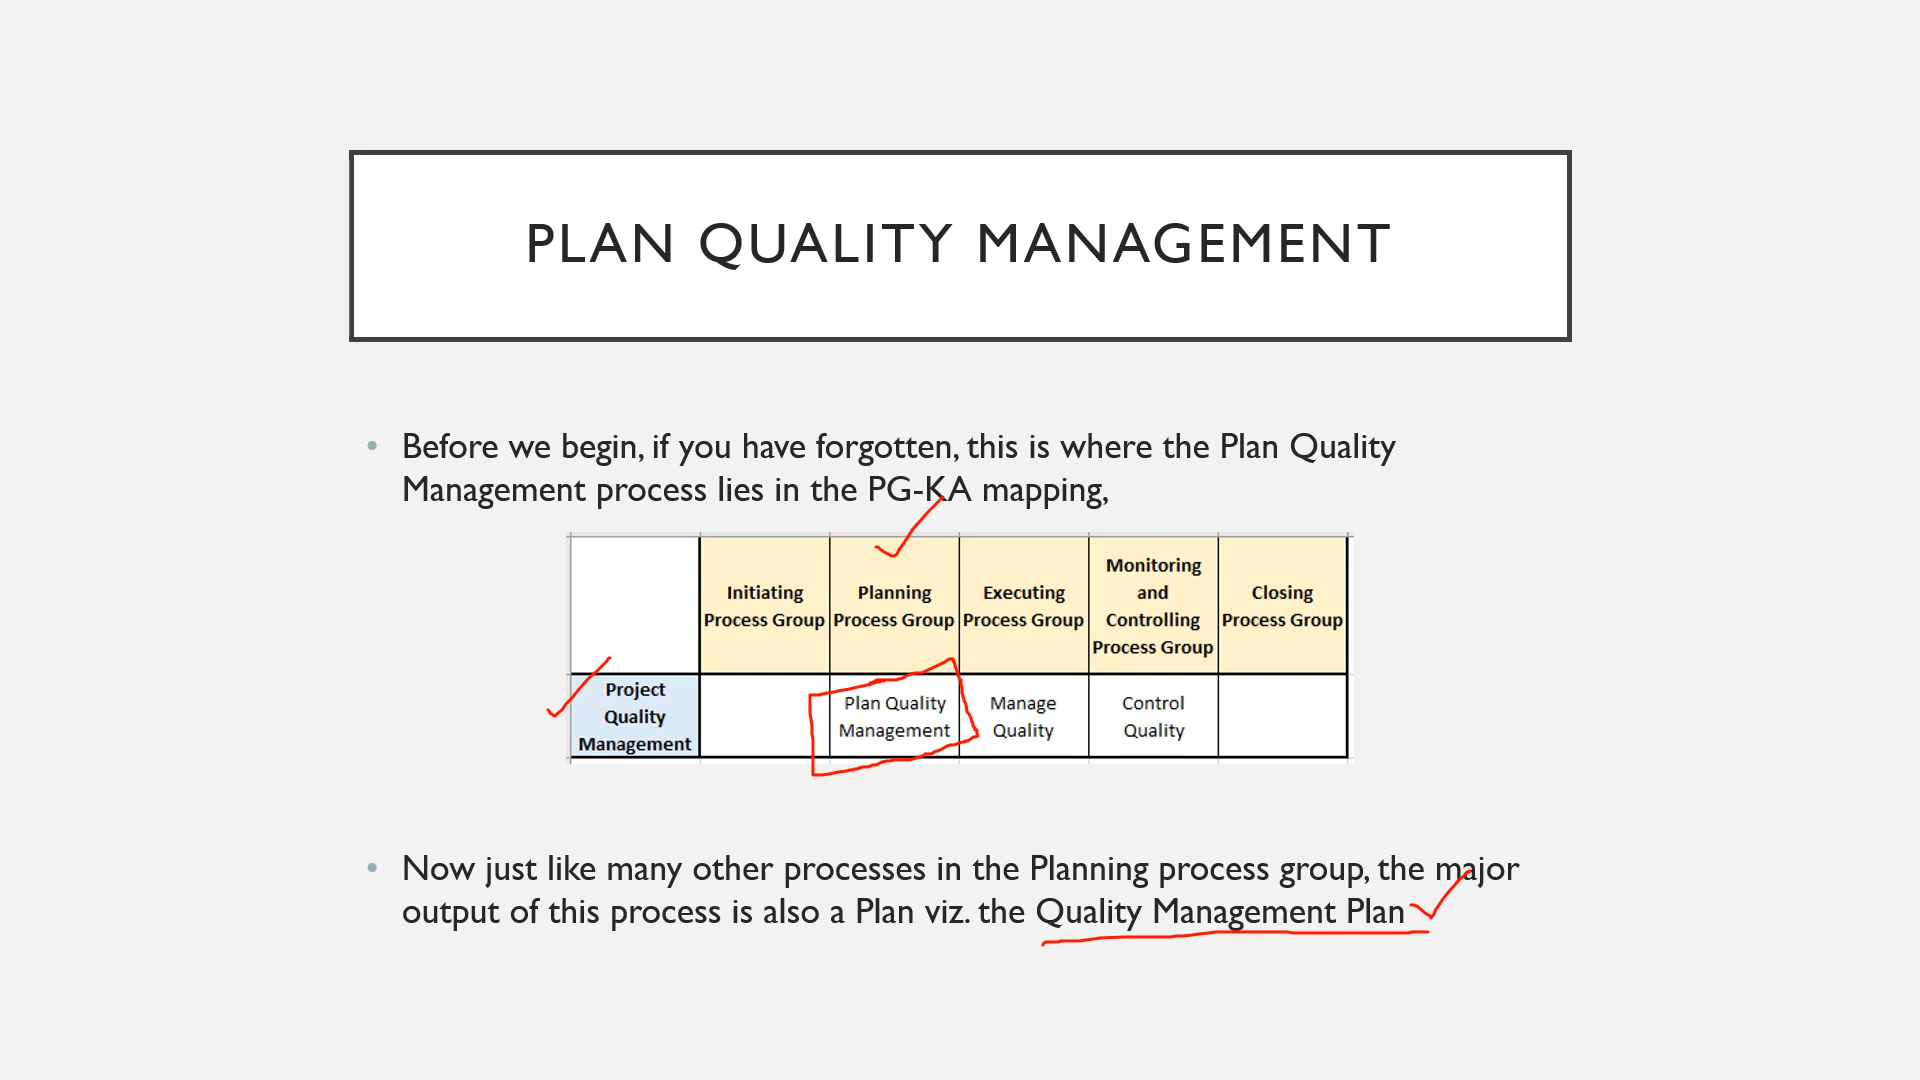 PLAN QUALITY MANAGEMENT
• Before we begin, if you have forgotten, this is where the Plan Quality
Management process lies in the PG-KA mapping,
Initiating
Process Group
Planning
Process Group
Executing
Process Group
Monitoring
and
Controlling
Process Group
Closing
Process Group
Project
Quality
Management
Plan Quality
Management
Manage
Quality
Control
Quality
• Now just like many other processes in the Planning process group, the major
output of this process is also a Plan viz. the Quality Management Plan